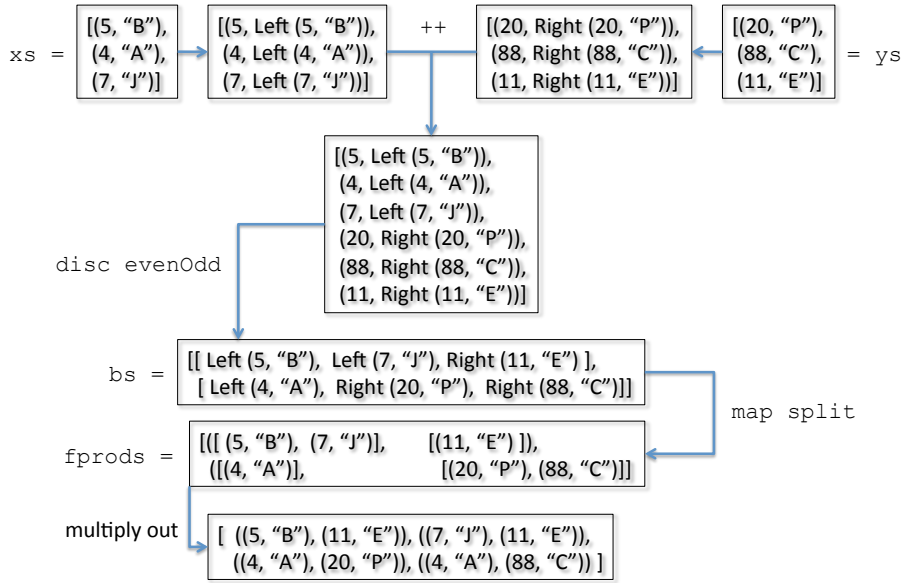 xs =
[(5, “B”),
(4, “A”),
(7, “J”)]
[(5, Left (5, “B”)),
(4, Left (4, “A”)),
(7, Left (7, “J”))]
++
[(20, Right (20, “P”)),
(88, Right (88, “C”)),
(11, Right (11, “E”))]
[(20, “P”),
(88, “C”),
(11, “E”)]
= ys
[(5, Left (5, “B”)),
(4, Left (4, “A”)),
(7, Left (7, “J”)),
(20, Right (20, “P”)),
(88, Right (88, “C”)),
(11, Right (11, “E”))]
disc evenOdd
bs =
[[ Left (5, “B”), Left (7, “J”), Right (11, “E”) ],
[ Left (4, “A”), Right (20, “P”), Right (88, “C”)]]
map split
fprods =
[([ (5, “B”), (7, “J”)], [(11, “E”) ]),
([(4, “A”)], [(20, “P”), (88, “C”)]]
multiply out
[ ((5, “B”), (11, “E”)), ((7, “J”), (11, “E”)),
((4, “A”), (20, “P”)), ((4, “A”), (88, “C”)) ]